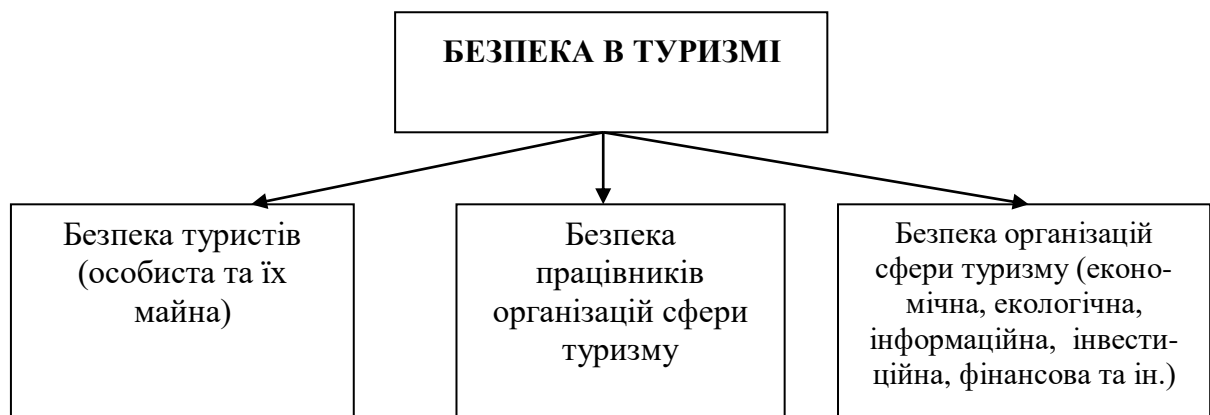 БЕЗПЕКА В ТУРИЗМІ
Безпека туристів
(особиста та їх
майна)
Безпека
працівників
організацій сфери
туризму
Безпека організацій
сфери туризму (еконо-
мічна, екологічна,
інформаційна, інвести-
ційна, фінансова та ін.)